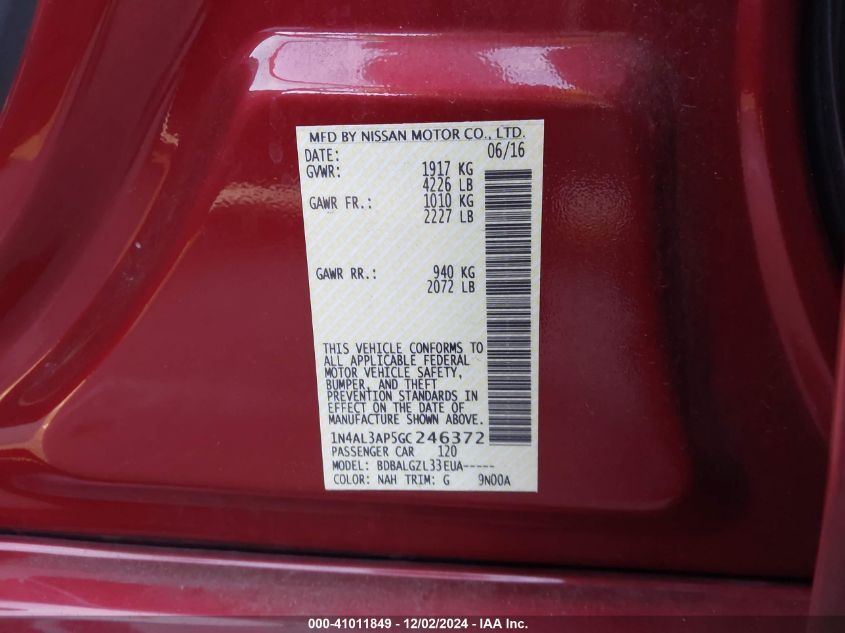 MFD BY NISSAN MOTOR CO., LTD.
DATE: 06/16
GVWR: 1917 KG
4226 LB
GAWR FR.: 1010 KG
2227 LB
GAWR RR.: 940 KG
2072 LB
THIS VEHICLE CONFORMS TO
ALL APPLICABLE FEDERAL
MOTOR VEHICLE SAFETY,
BUMPER, AND THEFT
PREVENTION STANDARDS IN
EFFECT ON THE DATE OF
MANUFACTURE SHOWN ABOVE.
1N4AL3AP5GC246372
PASSENGER CAR 120
MODEL: BDBALGZL33EUA-----
COLOR: NAH TRIM: G 9N00A
000-41011849 - 12/02/2024 - IAA Inc.